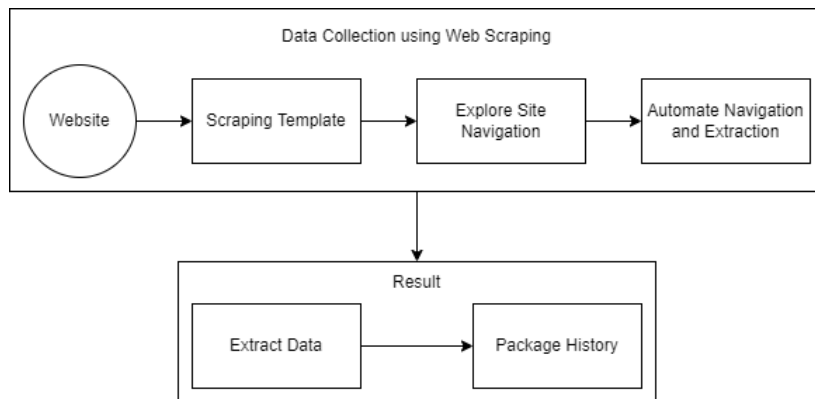 Data Collection using Web Scraping
Website
Scraping Template
Explore Site
Navigation
Automate Navigation
and Extraction
Result
Extract Data
Package History